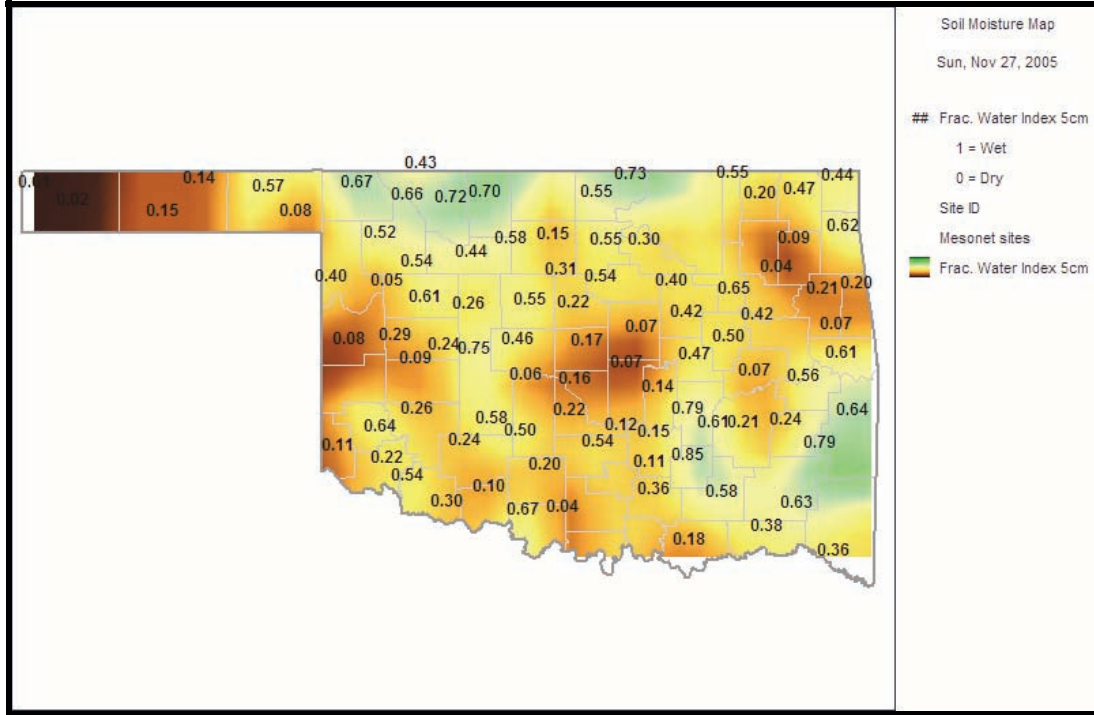 Soil Moisture Map
Sun, Nov 27, 2005
## Frac. Water Index 5cm
1 = Wet
0 = Dry
Site ID
Mesonet sites
Frac. Water Index 5cm
0.43
0.02 0.15 0.14 0.57 0.08
0.67 0.66 0.72 0.70 0.55 0.73 0.55 0.20 0.47 0.44
0.52 0.44 0.58 0.15 0.55 0.30 0.09 0.62
0.40 0.05 0.54 0.31 0.54 0.40 0.65 0.04 0.21 0.20
0.61 0.26 0.55 0.22 0.42 0.42 0.07
0.08 0.29 0.24 0.75 0.46 0.17 0.07 0.50 0.61
0.09 0.06 0.16 0.07 0.47 0.07 0.56
0.14
0.26 0.58 0.22 0.79 0.64
0.64 0.50 0.12 0.15 0.61 0.21 0.24
0.11 0.24 0.54 0.79
0.22 0.54 0.20 0.11 0.85
0.30 0.10 0.36 0.58 0.63
0.67 0.04 0.38
0.18 0.36